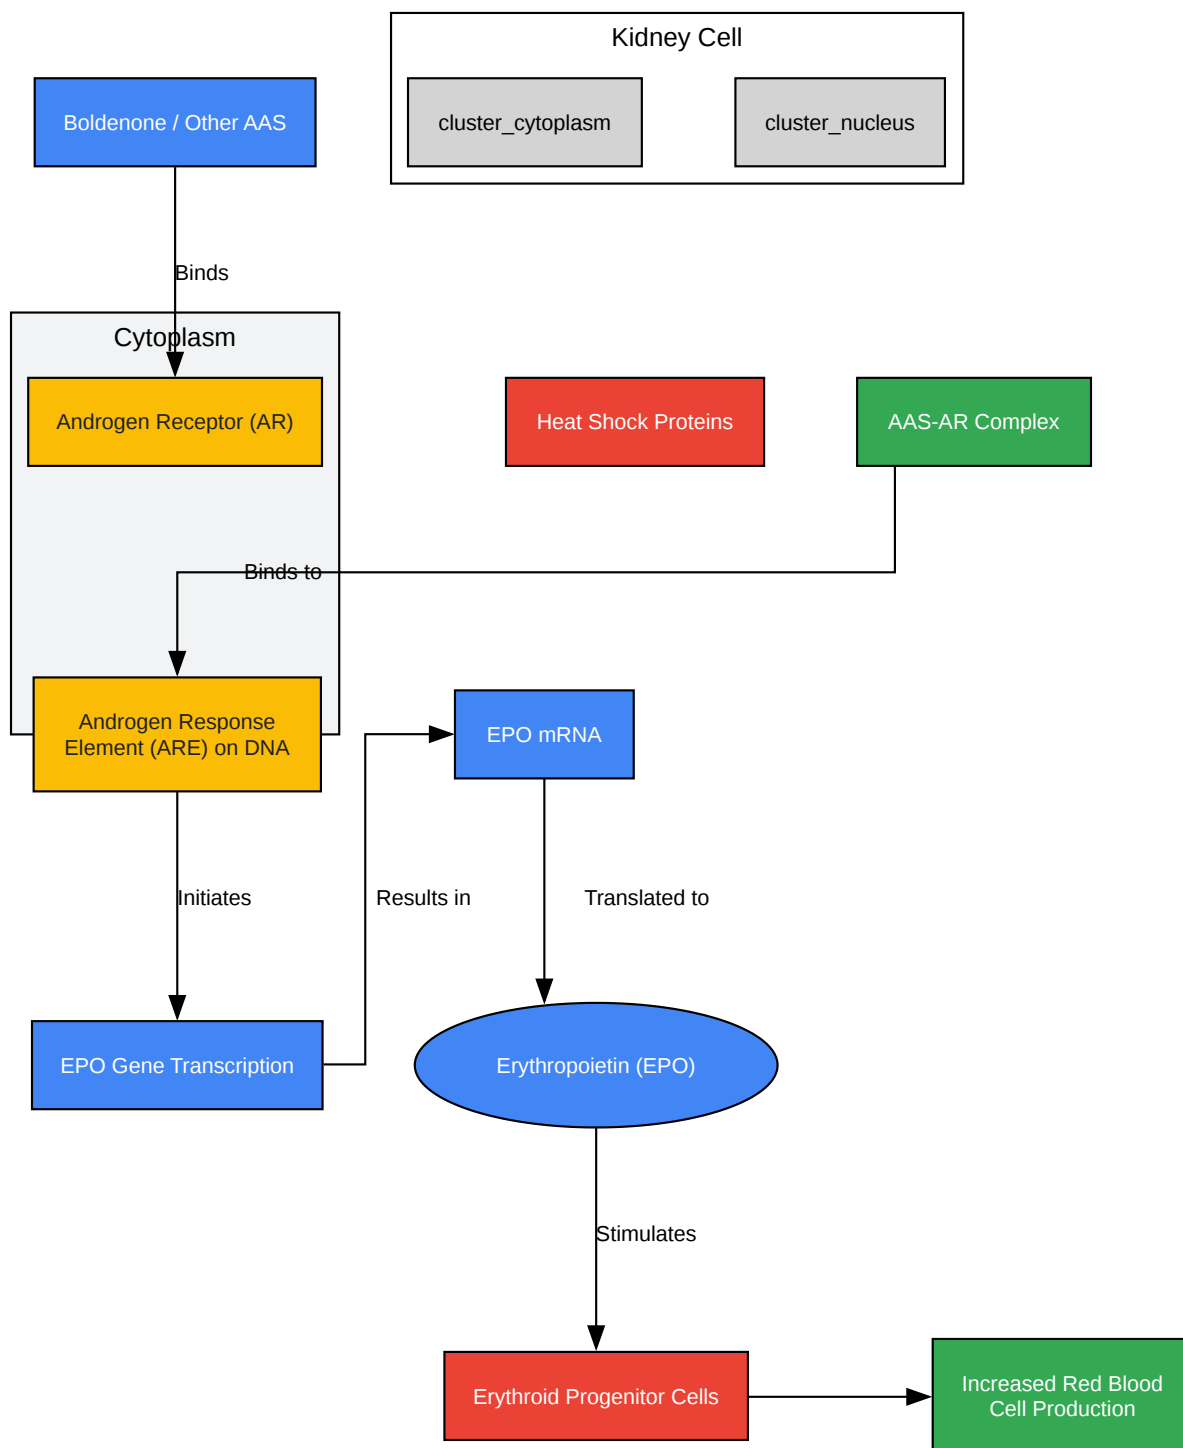 Kidney Cell
Boldenone / Other AAS
cluster_cytoplasm
cluster_nucleus
Binds
Cytoplasm
Androgen Receptor (AR)
Heat Shock Proteins
AAS-AR Complex
Binds to
Androgen Response
Element (ARE) on DNA
EPO mRNA
Initiates
Results in
Translated to
EPO Gene Transcription
Erythropoietin (EPO)
Stimulates
Erythroid Progenitor Cells
Increased Red Blood
Cell Production